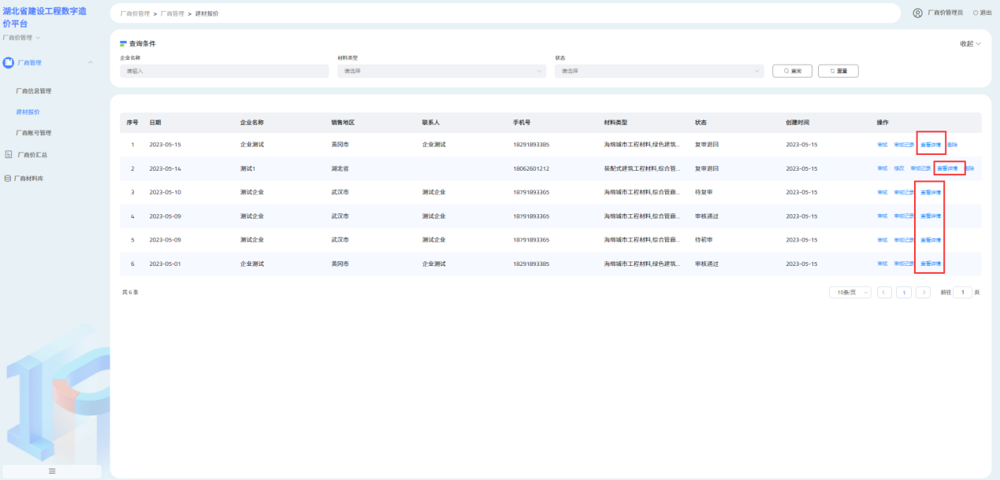 湖北省建设工程数字造
价平台
厂商价管理
厂商管理
厂商信息管理
建材报价
厂商账号管理
厂商价汇总
厂商材料库
厂商价管理 > 厂商管理 > 建材报价
厂商价管理员 退出
查询条件 收起
企业名称 材料类型 状态
请输入 请选择 请选择 查询 重置
序号 日期 企业名称 销售地区 联系人 手机号 材料类型 状态 创建时间 操作
1 2023-05-15 企业测试 黄冈市 企业测试 18291893385 海绵城市工程材料,绿色建筑... 复审退回 2023-05-15 审核 审核记录 查看详情 删除
2 2023-05-14 测试1 湖北省 18062601212 装配式建筑工程材料,综合管... 复审退回 2023-05-15 审核 修改 审核记录 查看详情 删除
3 2023-05-10 测试企业 武汉市 测试企业 18791893365 海绵城市工程材料,综合管廊... 待复审 2023-05-15 审核 审核记录 查看详情
4 2023-05-09 测试企业 武汉市 测试企业 18791893365 海绵城市工程材料,综合管廊... 审核通过 2023-05-15 审核 审核记录 查看详情
5 2023-05-09 测试企业 武汉市 测试企业 18791893365 海绵城市工程材料,综合管廊... 待初审 2023-05-15 审核 审核记录 查看详情
6 2023-05-01 企业测试 黄冈市 企业测试 18291893385 海绵城市工程材料,绿色建筑... 审核通过 2023-05-15 审核 审核记录 查看详情
共 6 条 10条/页 1 前往 1 页